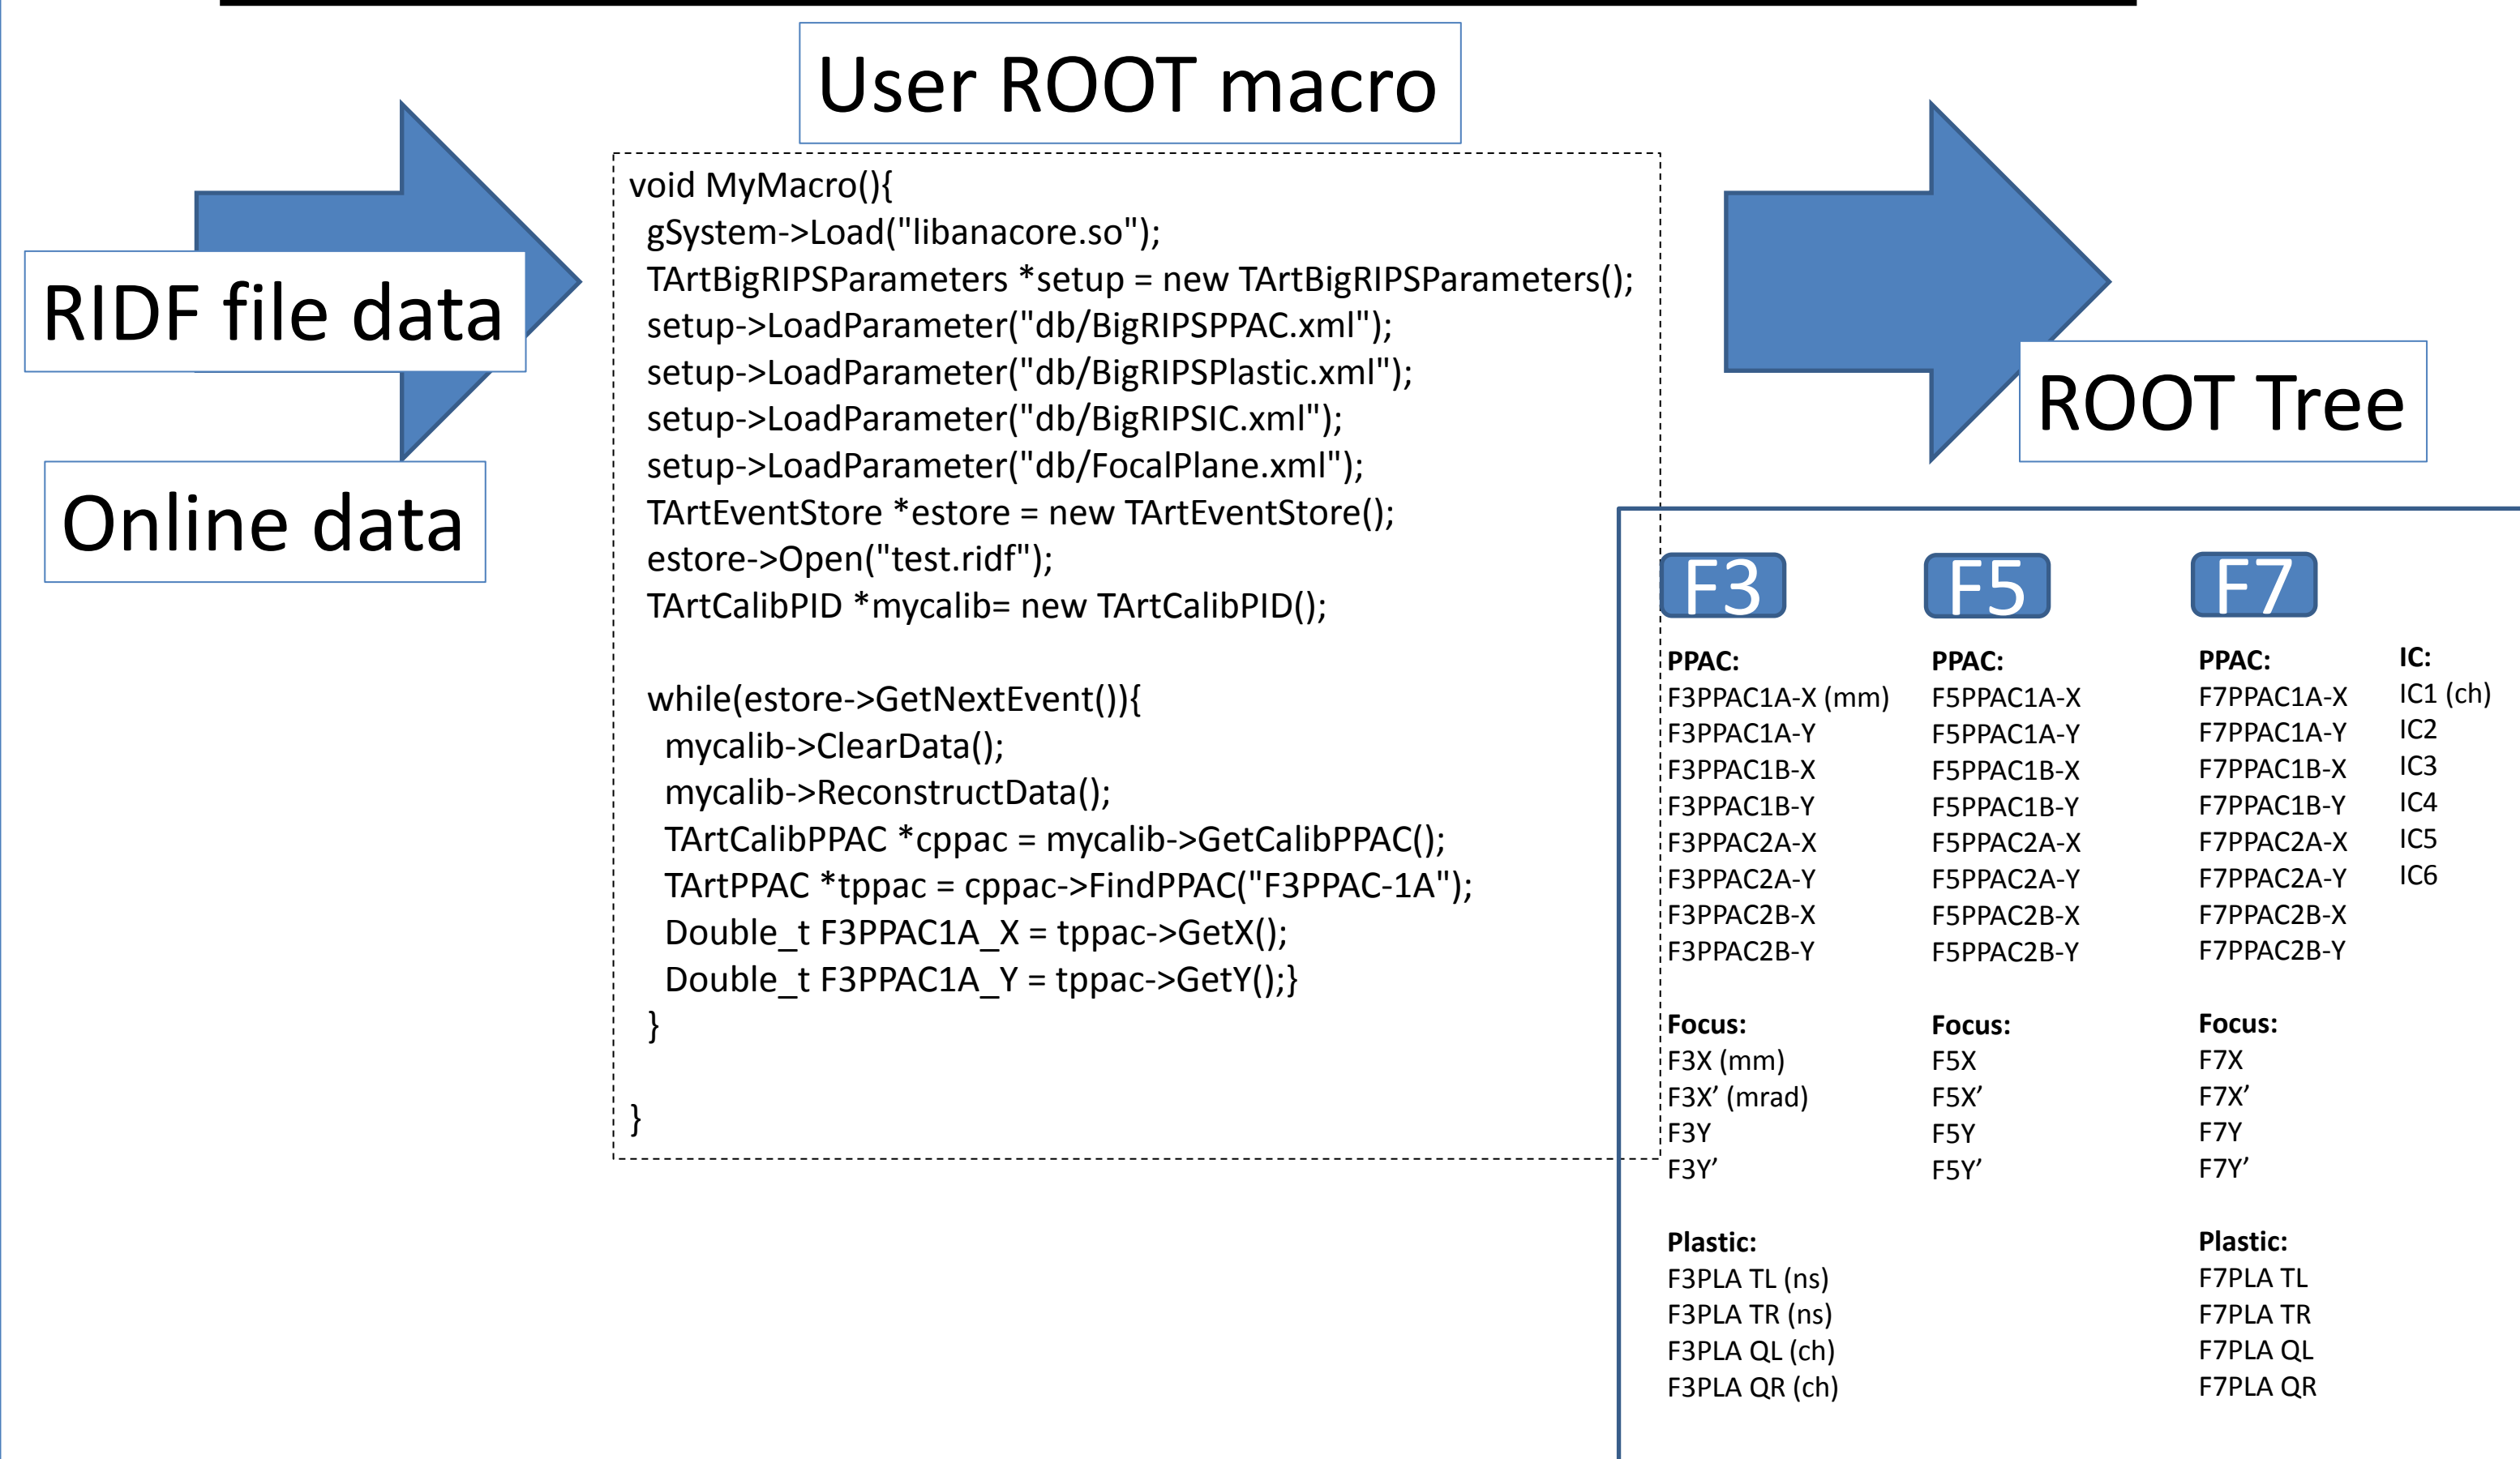 User ROOT macro
RIDF file data
Online data
void MyMacro(){
gSystem->Load("libanacore.so");
TArtBigRIPSParameters *setup = new TArtBigRIPSParameters();
setup->LoadParameter("db/BigRIPSPPAC.xml");
setup->LoadParameter("db/BigRIPSPlastic.xml");
setup->LoadParameter("db/BigRIPSIC.xml");
setup->LoadParameter("db/FocalPlane.xml");
TArtEventStore *estore = new TArtEventStore();
estore->Open("test.ridf");
TArtCalibPID *mycalib= new TArtCalibPID();
while(estore->GetNextEvent()){
mycalib->ClearData();
mycalib->ReconstructData();
TArtCalibPPAC *cppac = mycalib->GetCalibPPAC();
TArtPPAC *tppac = cppac->FindPPAC("F3PPAC-1A");
Double_t F3PPAC1A_X = tppac->GetX();
Double_t F3PPAC1A_Y = tppac->GetY();}
}
}
ROOT Tree
F3
PPAC:
F3PPAC1A-X (mm)
F3PPAC1A-Y
F3PPAC1B-X
F3PPAC1B-Y
F3PPAC2A-X
F3PPAC2A-Y
F3PPAC2B-X
F3PPAC2B-Y
Focus:
F3X (mm)
F3X’ (mrad)
F3Y
F3Y’
Plastic:
F3PLA TL (ns)
F3PLA TR (ns)
F3PLA QL (ch)
F3PLA QR (ch)
F5
PPAC:
F5PPAC1A-X
F5PPAC1A-Y
F5PPAC1B-X
F5PPAC1B-Y
F5PPAC2A-X
F5PPAC2A-Y
F5PPAC2B-X
F5PPAC2B-Y
Focus:
F5X
F5X’
F5Y
F5Y’
F7
PPAC:
F7PPAC1A-X
F7PPAC1A-Y
F7PPAC1B-X
F7PPAC1B-Y
F7PPAC2A-X
F7PPAC2A-Y
F7PPAC2B-X
F7PPAC2B-Y
Focus:
F7X
F7X’
F7Y
F7Y’
Plastic:
F7PLA TL
F7PLA TR
F7PLA QL
F7PLA QR
IC:
IC1 (ch)
IC2
IC3
IC4
IC5
IC6